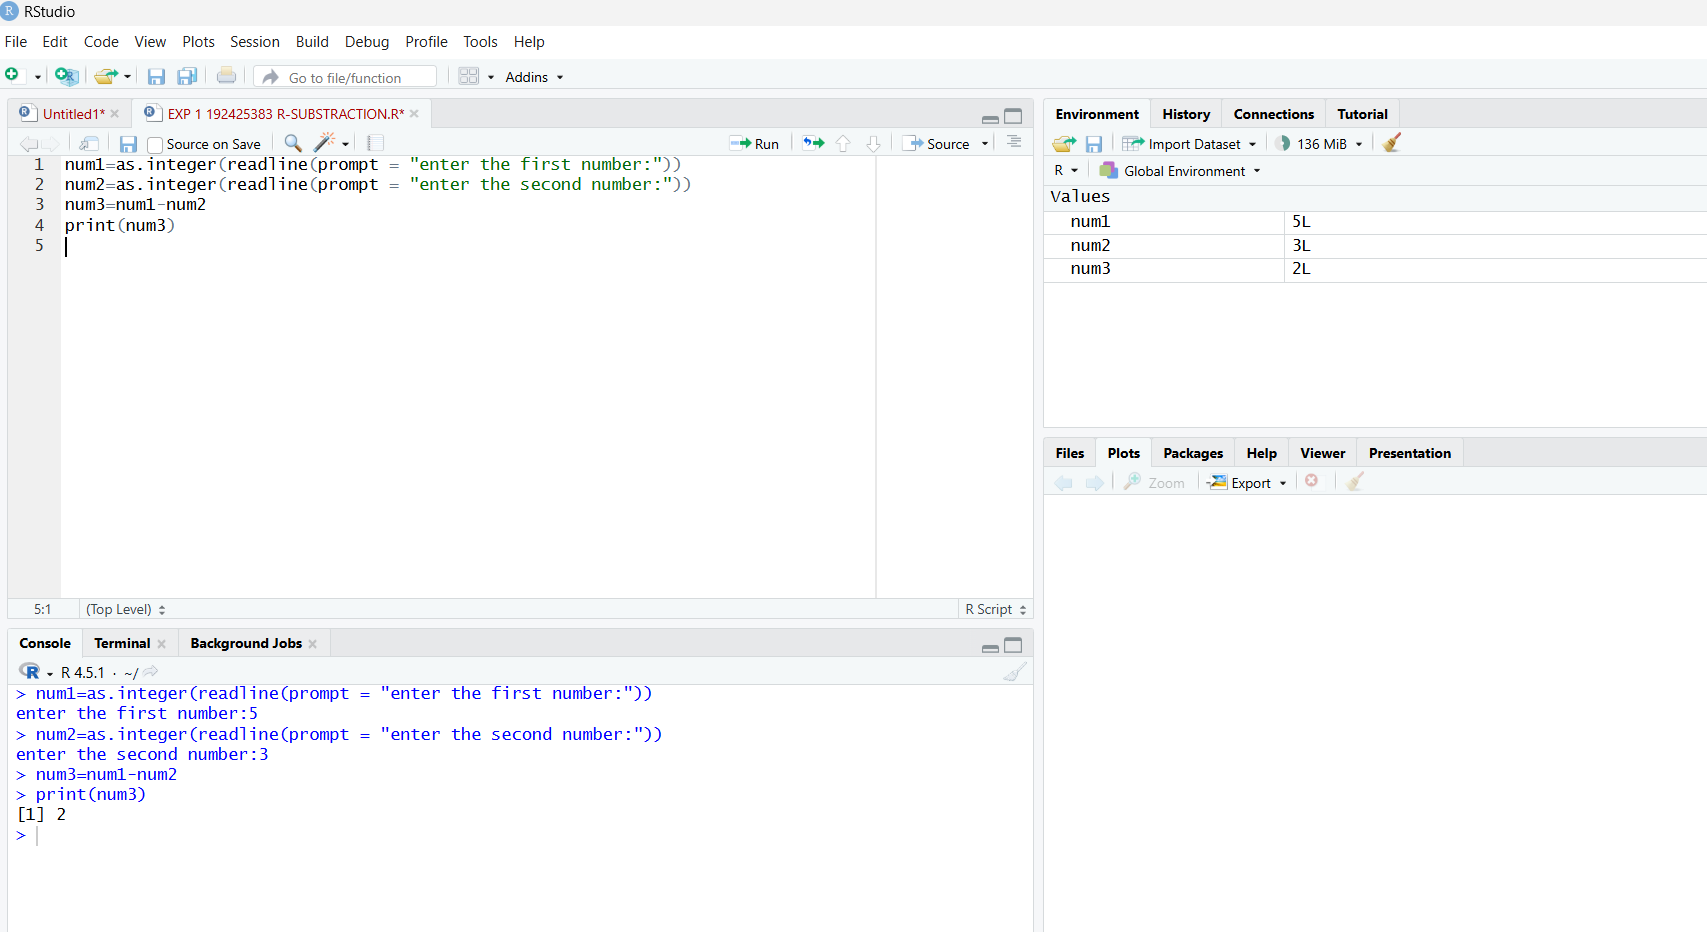 RStudio
File Edit Code View Plots Session Build Debug Profile Tools Help
Go to file/function Addins
Untitled1* EXP 1 192425383 R-SUBSTRACTION.R*
Source on Save Run Source
1 num1=as.integer(readline(prompt = "enter the first number:"))
2 num2=as.integer(readline(prompt = "enter the second number:"))
3 num3=num1-num2
4 print(num3)
5
5:1 (Top Level) R Script
Console Terminal Background Jobs
R 4.5.1 · ~/
> num1=as.integer(readline(prompt = "enter the first number:"))
enter the first number:5
> num2=as.integer(readline(prompt = "enter the second number:"))
enter the second number:3
> num3=num1-num2
> print(num3)
[1] 2
>
Environment History Connections Tutorial
Import Dataset 136 MiB
R Global Environment
Values
num1 5L
num2 3L
num3 2L
Files Plots Packages Help Viewer Presentation
Zoom Export